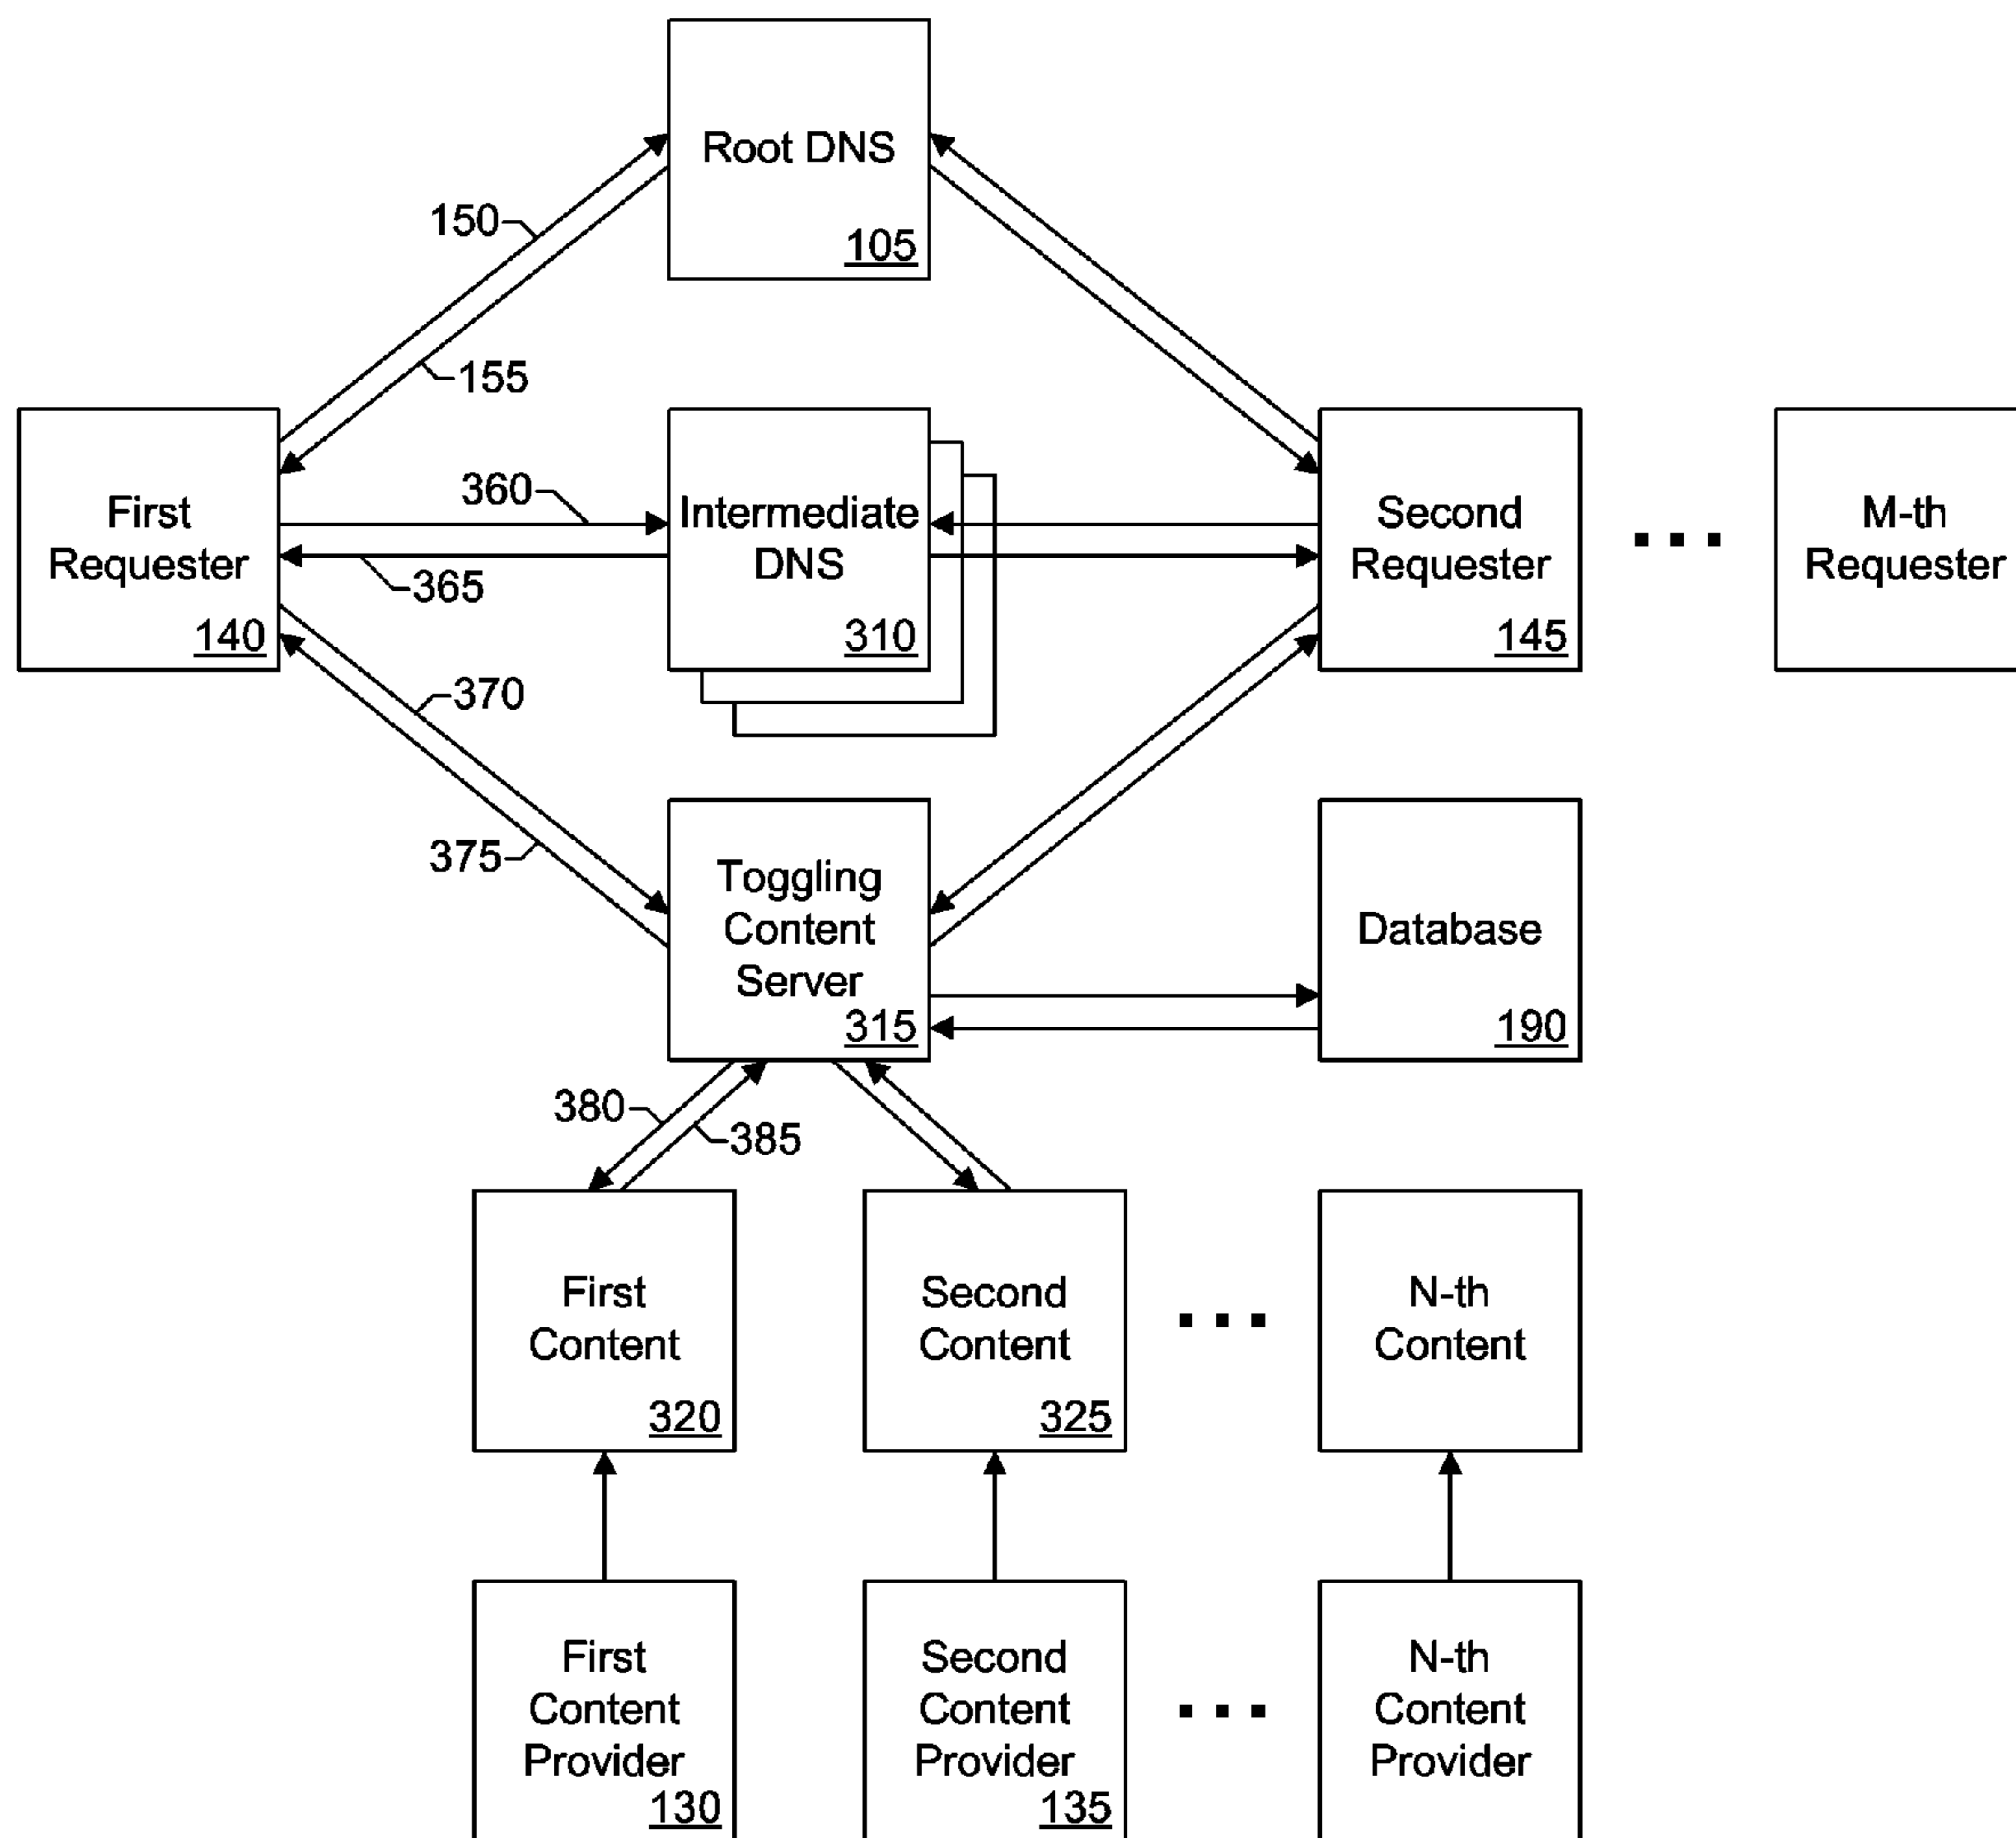 Root DNS
105
150
155
First
Requester
140
360
365
Intermediate
DNS
310
Second
Requester
145
...
M-th
Requester
370
375
Toggling
Content
Server
315
Database
190
380
385
First
Content
320
Second
Content
325
...
N-th
Content
First
Content
Provider
130
Second
Content
Provider
135
...
N-th
Content
Provider